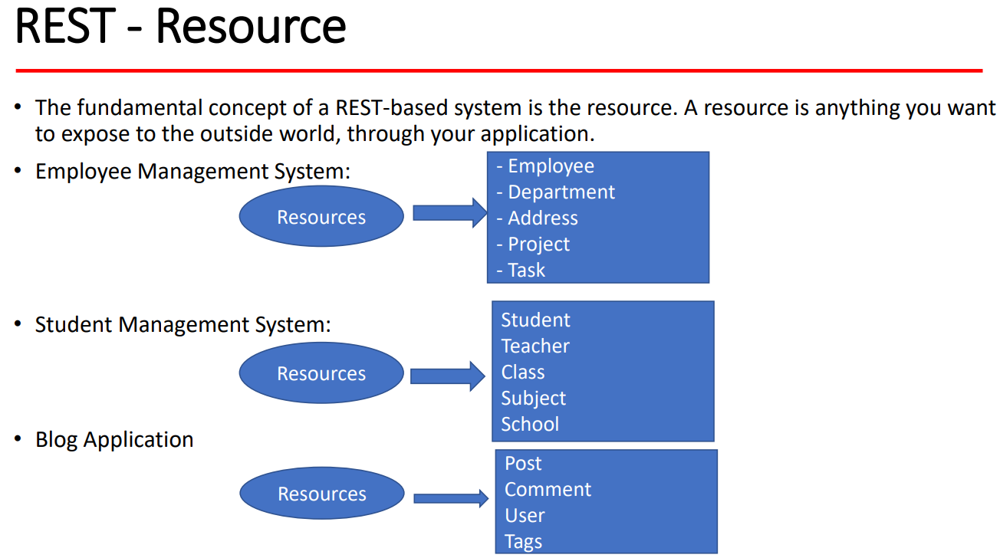 REST - Resource
• The fundamental concept of a REST-based system is the resource. A resource is anything you want
to expose to the outside world, through your application.
• Employee Management System:
Resources
- Employee
- Department
- Address
- Project
- Task
• Student Management System:
Resources
Student
Teacher
Class
Subject
School
• Blog Application
Resources
Post
Comment
User
Tags